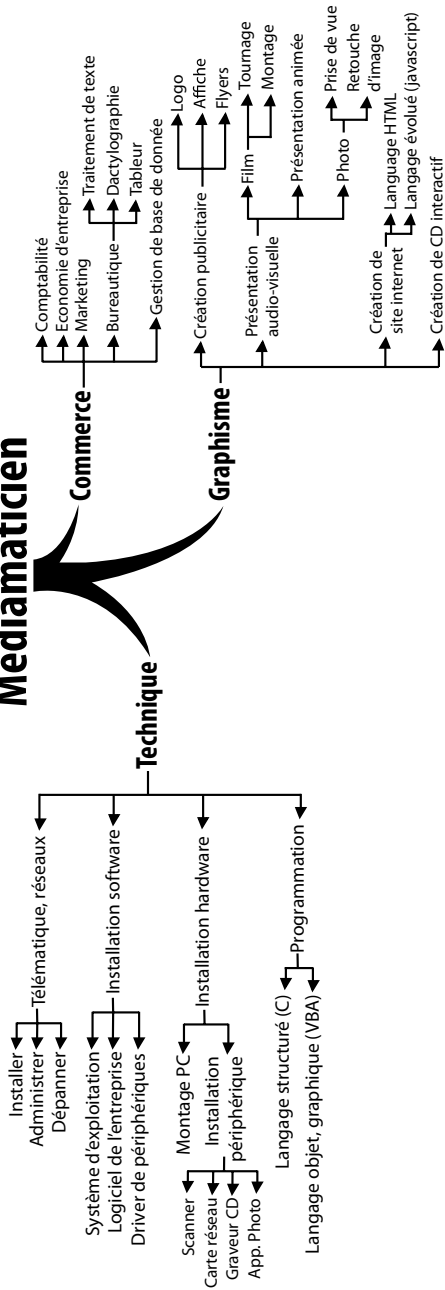 Médiamaticien
Technique
Télématique, réseaux
Installer
Administrer
Dépanner
Installation software
Système d'exploitation
Logiciel de l'entreprise
Driver de périphériques
Installation hardware
Montage PC
Installation
périphérique
Scanner
Carte réseau
Graveur CD
App. Photo
Programmation
Langage structuré (C)
Langage objet, graphique (VBA)
Commerce
Comptabilité
Economie d'entreprise
Marketing
Bureautique
Traitement de texte
Dactylographie
Tableur
Gestion de base de donnée
Graphisme
Création publicitaire
Logo
Affiche
Flyers
Présentation
audio-visuelle
Film
Tournage
Montage
Présentation animée
Photo
Prise de vue
Retouche
d'image
Création de
site internet
Language HTML
Langage évolué (javascript)
Création de CD interactif